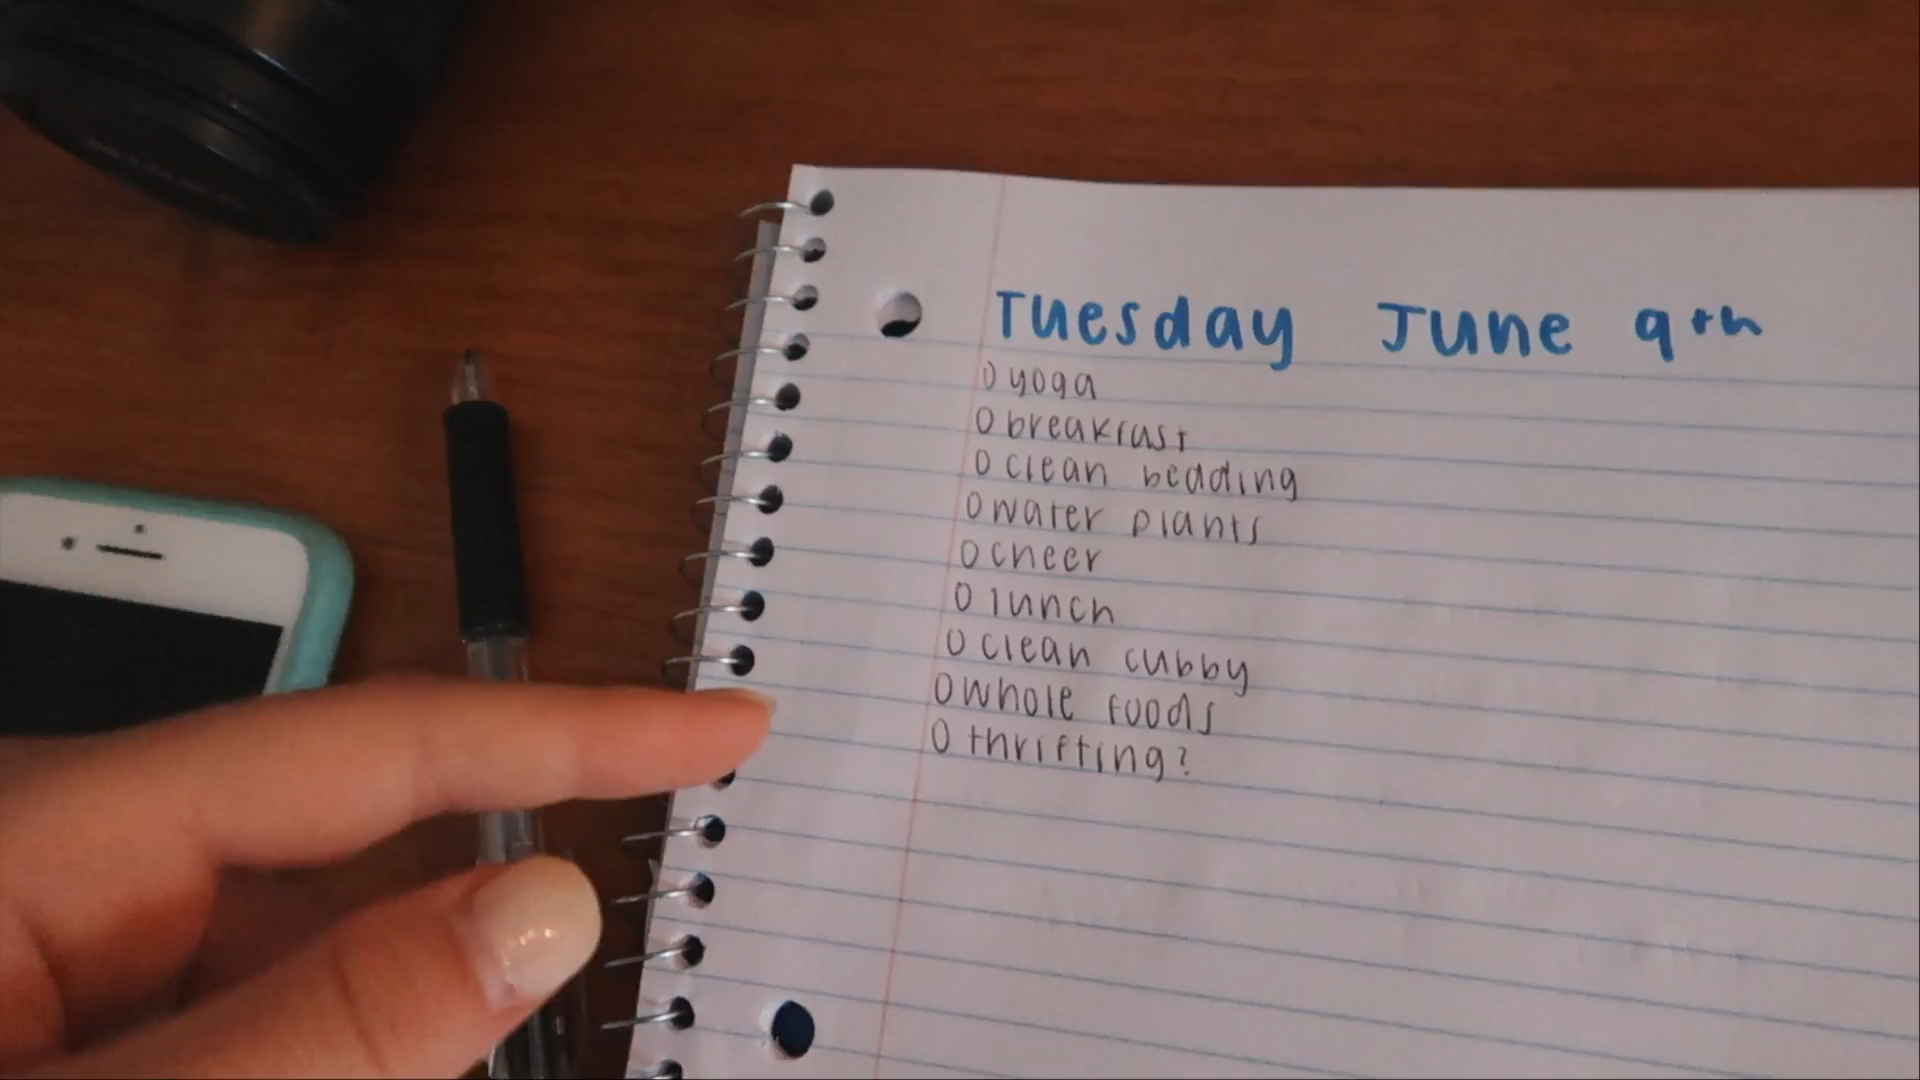 Tuesday June 9th
O yoga
O breakfast
O clean bedding
O water plants
O cheer
O lunch
O clean cubby
O whole foods
O thrifting?